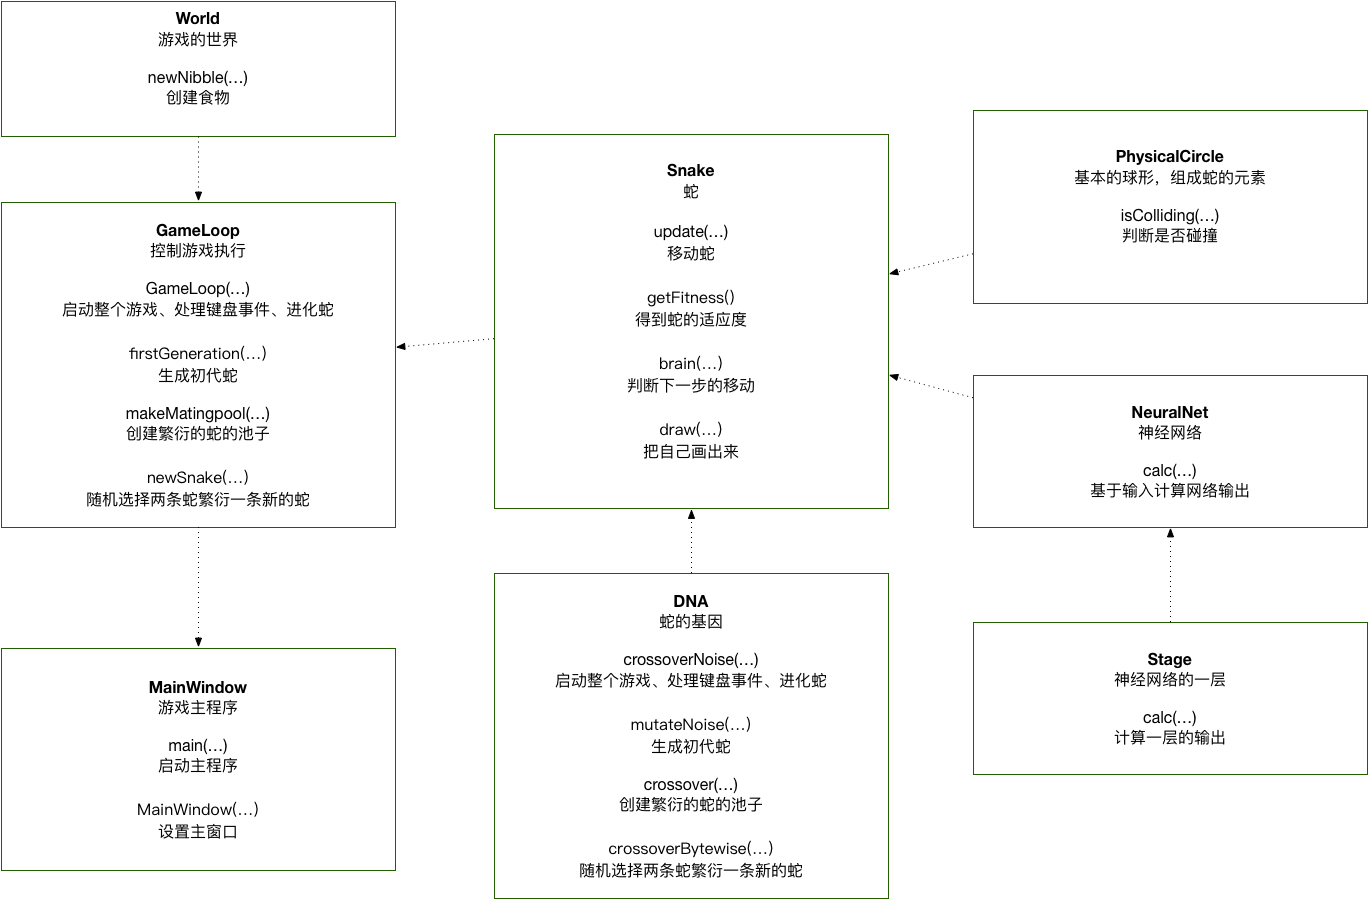 World
游戏的世界
newNibble(…)
创建食物
GameLoop
控制游戏执行
GameLoop(…)
启动整个游戏、处理键盘事件、进化蛇
firstGeneration(…)
生成初代蛇
makeMatingpool(…)
创建繁衍的蛇的池子
newSnake(…)
随机选择两条蛇繁衍一条新的蛇
MainWindow
游戏主程序
main(…)
启动主程序
MainWindow(…)
设置主窗口
Snake
蛇
update(…)
移动蛇
getFitness()
得到蛇的适应度
brain(…)
判断下一步的移动
draw(…)
把自己画出来
DNA
蛇的基因
crossoverNoise(…)
启动整个游戏、处理键盘事件、进化蛇
mutateNoise(…)
生成初代蛇
crossover(…)
创建繁衍的蛇的池子
crossoverBytewise(…)
随机选择两条蛇繁衍一条新的蛇
PhysicalCircle
基本的球形，组成蛇的元素
isColliding(…)
判断是否碰撞
NeuralNet
神经网络
calc(…)
基于输入计算网络输出
Stage
神经网络的一层
calc(…)
计算一层的输出